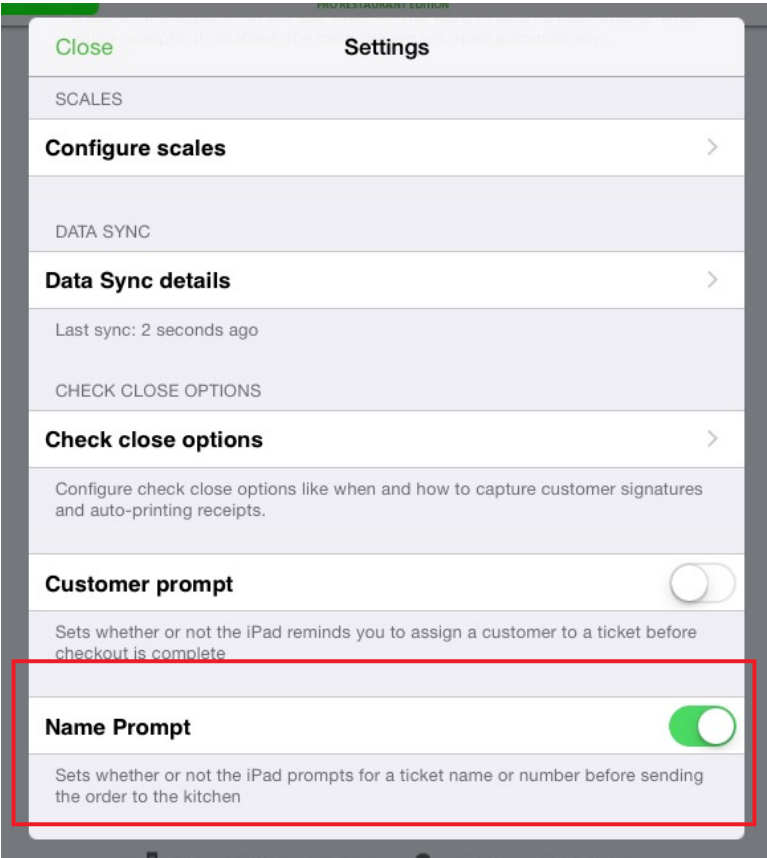 PRO RESTAURANT EDITION
Close
Settings
SCALES
Configure scales
DATA SYNC
Data Sync details
Last sync: 2 seconds ago
CHECK CLOSE OPTIONS
Check close options
Configure check close options like when and how to capture customer signatures
and auto-printing receipts.
Customer prompt
Sets whether or not the iPad reminds you to assign a customer to a ticket before
checkout is complete
Name Prompt
Sets whether or not the iPad prompts for a ticket name or number before sending
the order to the kitchen